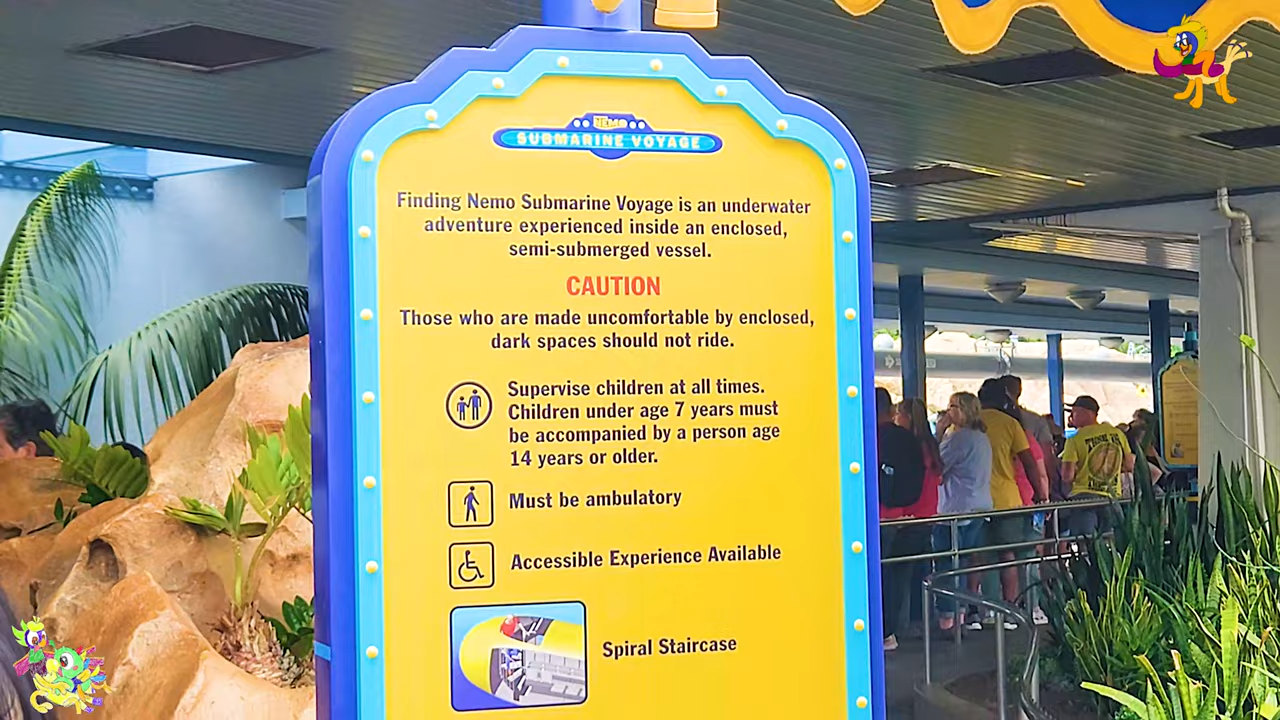 NEMO
SUBMARINE VOYAGE
Finding Nemo Submarine Voyage is an underwater
adventure experienced inside an enclosed,
semi-submerged vessel.
CAUTION
Those who are made uncomfortable by enclosed,
dark spaces should not ride.
Supervise children at all times.
Children under age 7 years must
be accompanied by a person age
14 years or older.
Must be ambulatory
Accessible Experience Available
Spiral Staircase